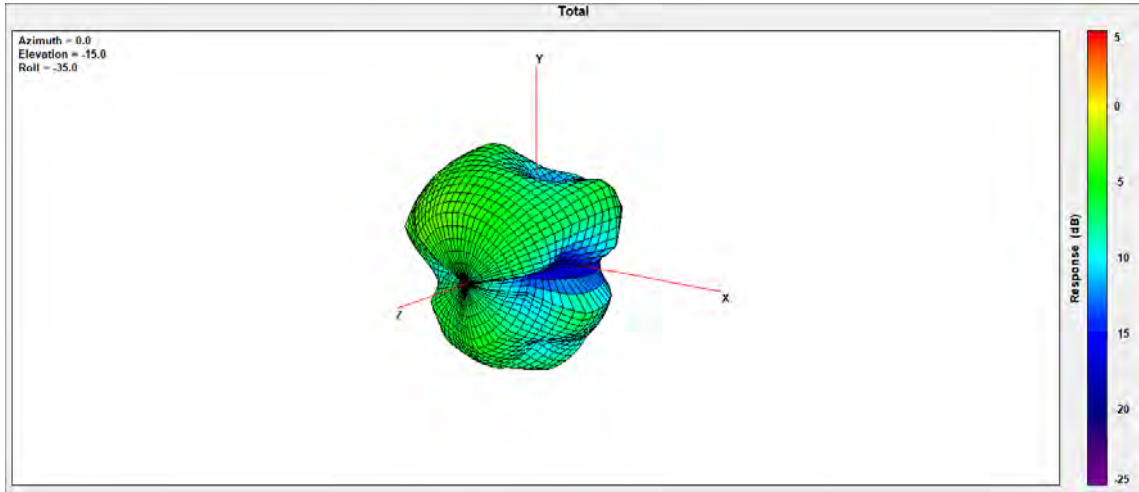 Total
Azimuth = 0.0
Elevation = -15.0
Roll = -35.0
Y
X
Z
5
0
5
10
15
-20
-25
Response (dB)